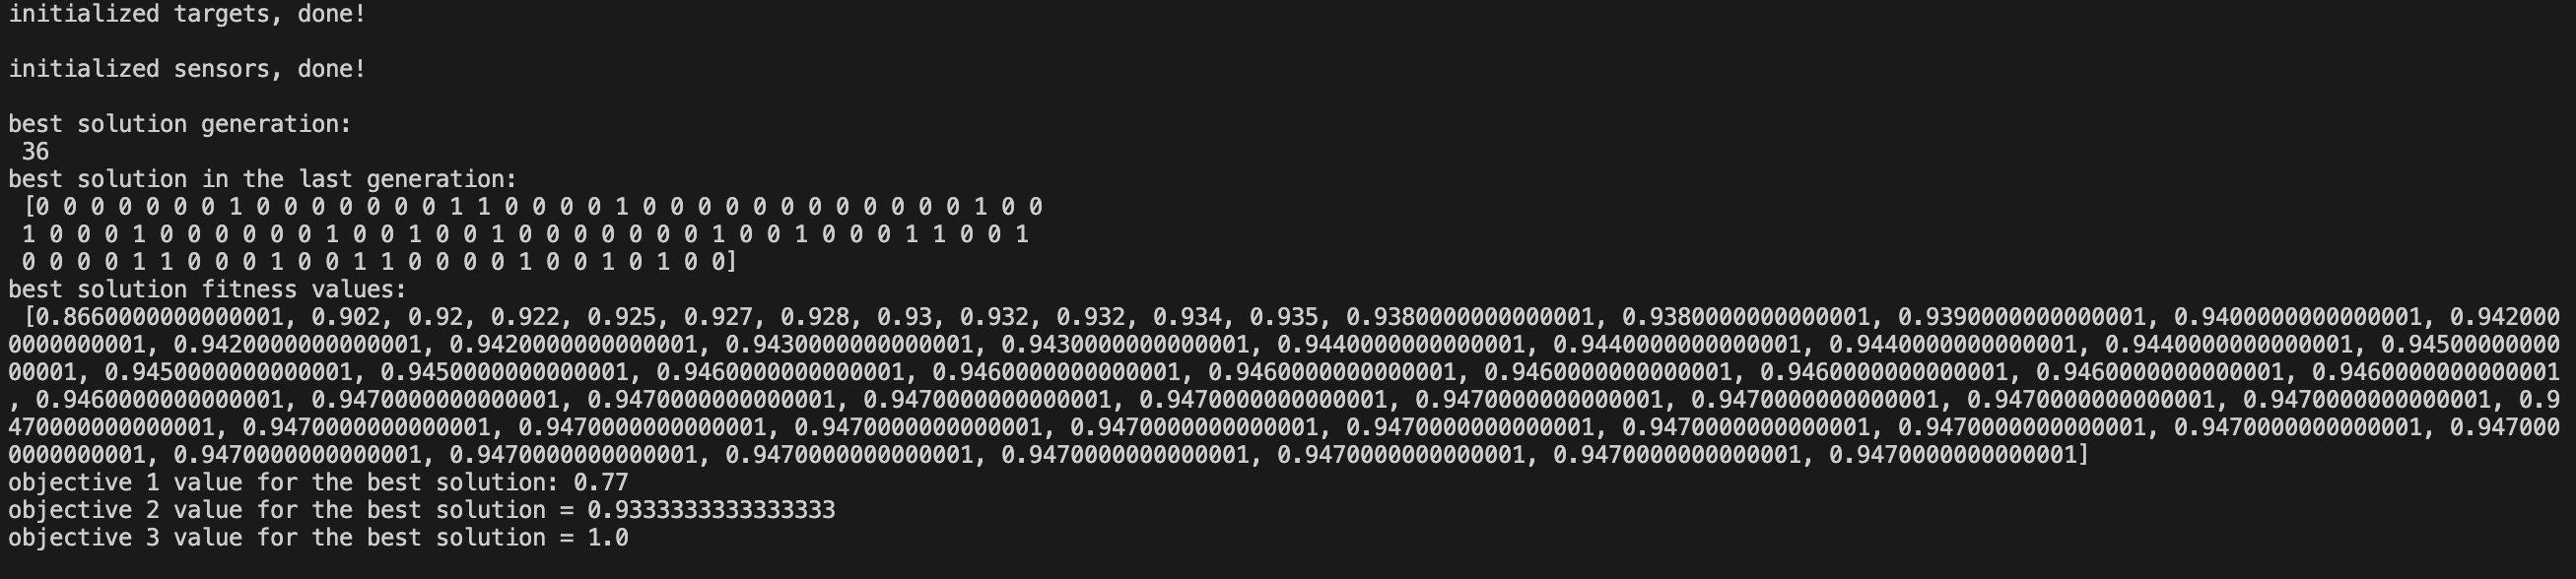 initialized targets, done!
initialized sensors, done!
best solution generation:
36
best solution in the last generation:
[0 0 0 0 0 0 0 1 0 0 0 0 0 0 0 1 1 0 0 0 0 1 0 0 0 0 0 0 0 0 0 0 0 0 1 0 0
1 0 0 0 1 0 0 0 0 0 0 1 0 0 1 0 0 1 0 0 0 0 0 0 0 1 0 0 1 0 0 0 1 1 0 0 1
0 0 0 0 1 1 0 0 0 1 0 0 1 1 0 0 0 0 1 0 0 1 0 1 0 0]
best solution fitness values:
[0.8660000000000001, 0.902, 0.92, 0.922, 0.925, 0.927, 0.928, 0.93, 0.932, 0.932, 0.934, 0.935, 0.9380000000000001, 0.9380000000000001, 0.9390000000000001, 0.9400000000000001, 0.942000
0000000001, 0.9420000000000001, 0.9420000000000001, 0.9430000000000001, 0.9430000000000001, 0.9440000000000001, 0.9440000000000001, 0.9440000000000001, 0.9440000000000001, 0.94500000000
00001, 0.9450000000000001, 0.9450000000000001, 0.9460000000000001, 0.9460000000000001, 0.9460000000000001, 0.9460000000000001, 0.9460000000000001, 0.9460000000000001, 0.9460000000000001
, 0.9460000000000001, 0.9470000000000001, 0.9470000000000001, 0.9470000000000001, 0.9470000000000001, 0.9470000000000001, 0.9470000000000001, 0.9470000000000001, 0.9470000000000001, 0.9
470000000000001, 0.9470000000000001, 0.9470000000000001, 0.9470000000000001, 0.9470000000000001, 0.9470000000000001, 0.9470000000000001, 0.9470000000000001, 0.9470000000000001, 0.947000
0000000001, 0.9470000000000001, 0.9470000000000001, 0.9470000000000001, 0.9470000000000001, 0.9470000000000001, 0.9470000000000001, 0.9470000000000001]
objective 1 value for the best solution: 0.77
objective 2 value for the best solution = 0.9333333333333333
objective 3 value for the best solution = 1.0